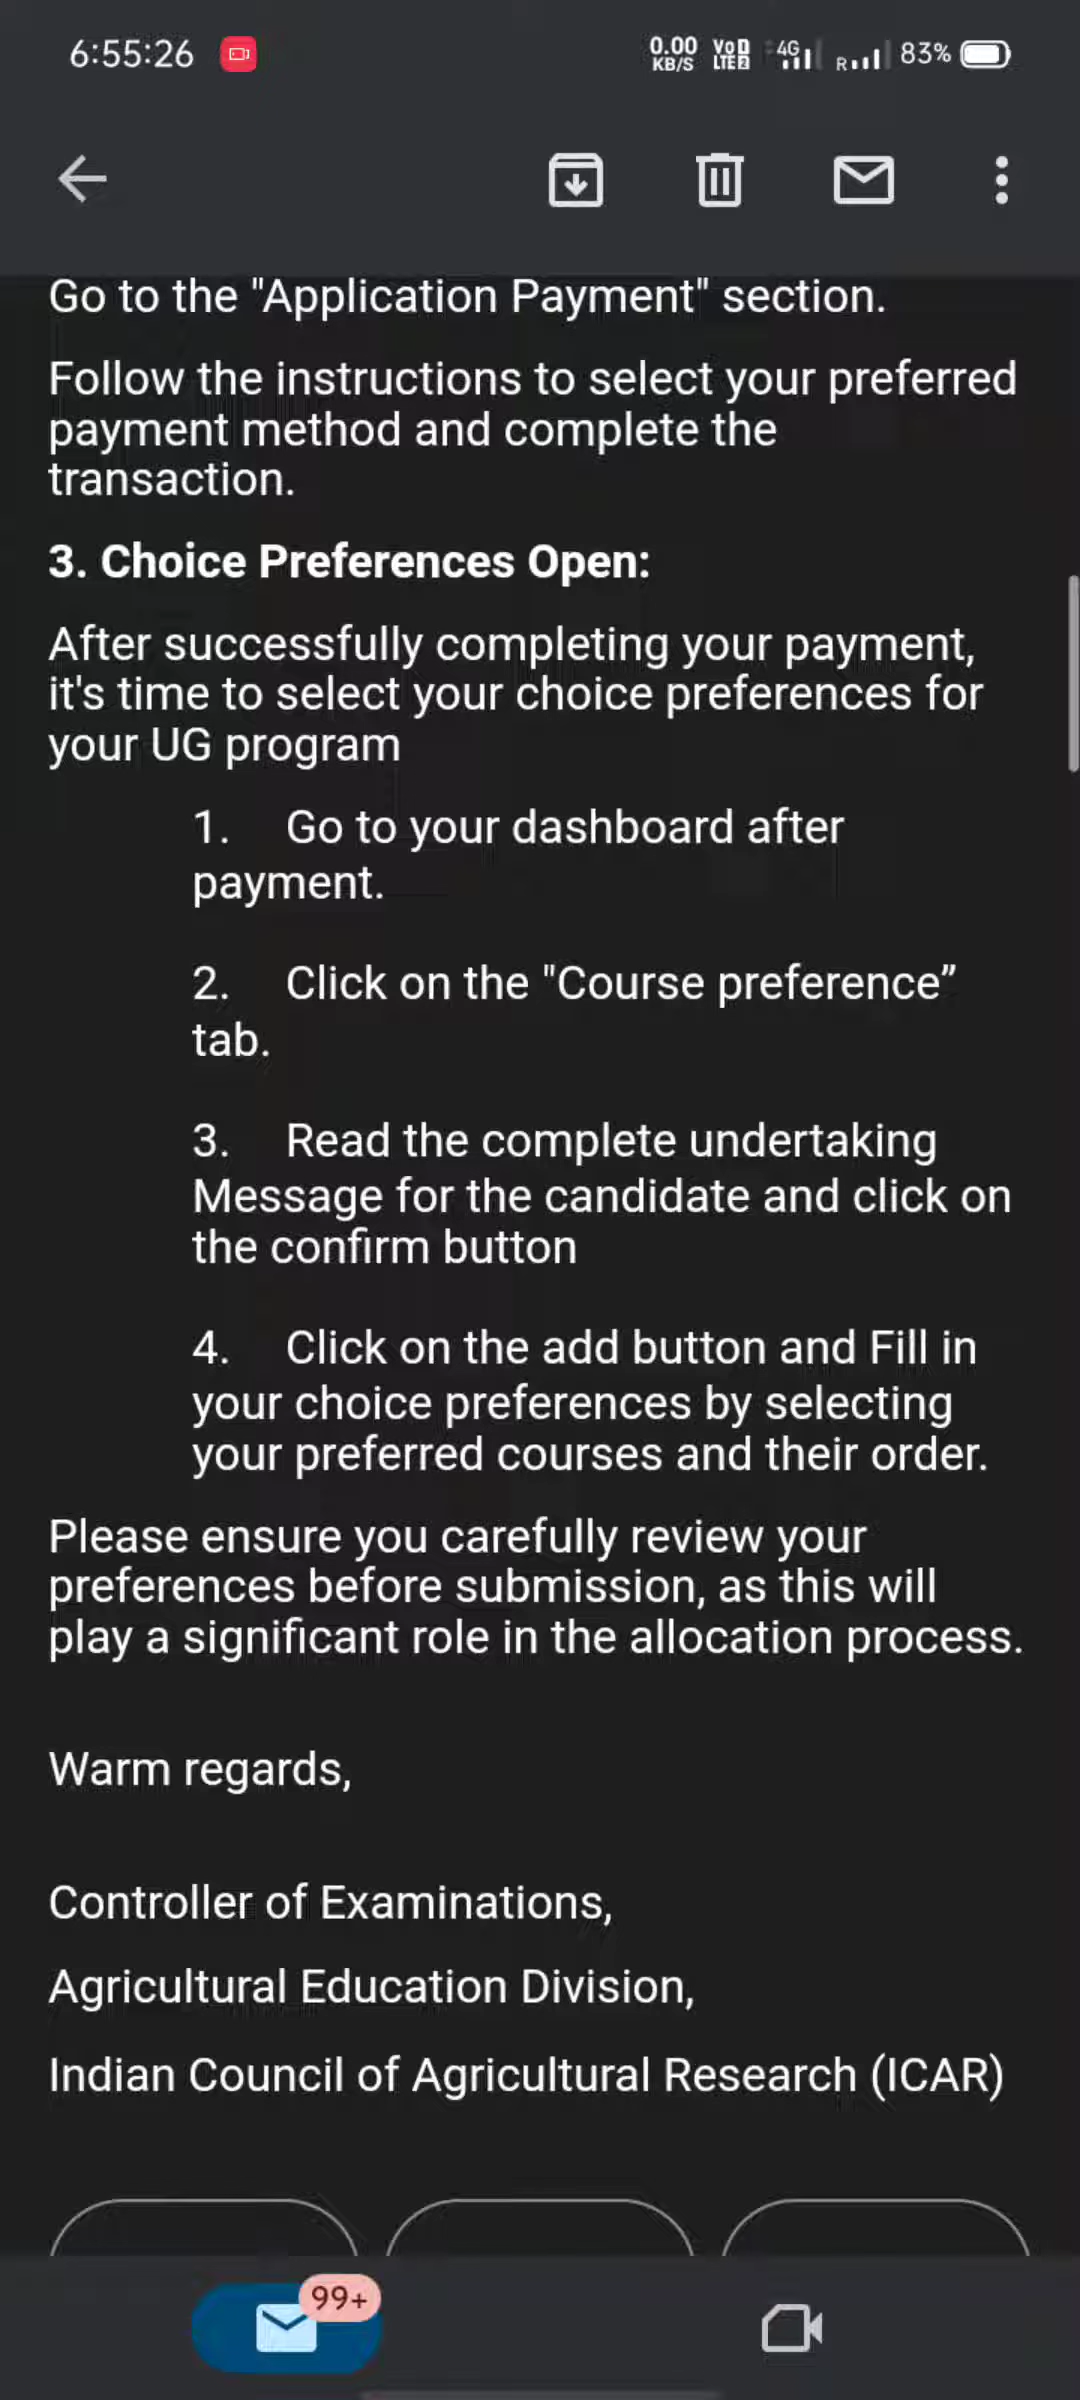 6:55:26
0.00 KB/S VoD LTE2 4G R 83%
Go to the "Application Payment" section.
Follow the instructions to select your preferred
payment method and complete the
transaction.
3. Choice Preferences Open:
After successfully completing your payment,
it's time to select your choice preferences for
your UG program
1. Go to your dashboard after
payment.
2. Click on the "Course preference”
tab.
3. Read the complete undertaking
Message for the candidate and click on
the confirm button
4. Click on the add button and Fill in
your choice preferences by selecting
your preferred courses and their order.
Please ensure you carefully review your
preferences before submission, as this will
play a significant role in the allocation process.
Warm regards,
Controller of Examinations,
Agricultural Education Division,
Indian Council of Agricultural Research (ICAR)
99+